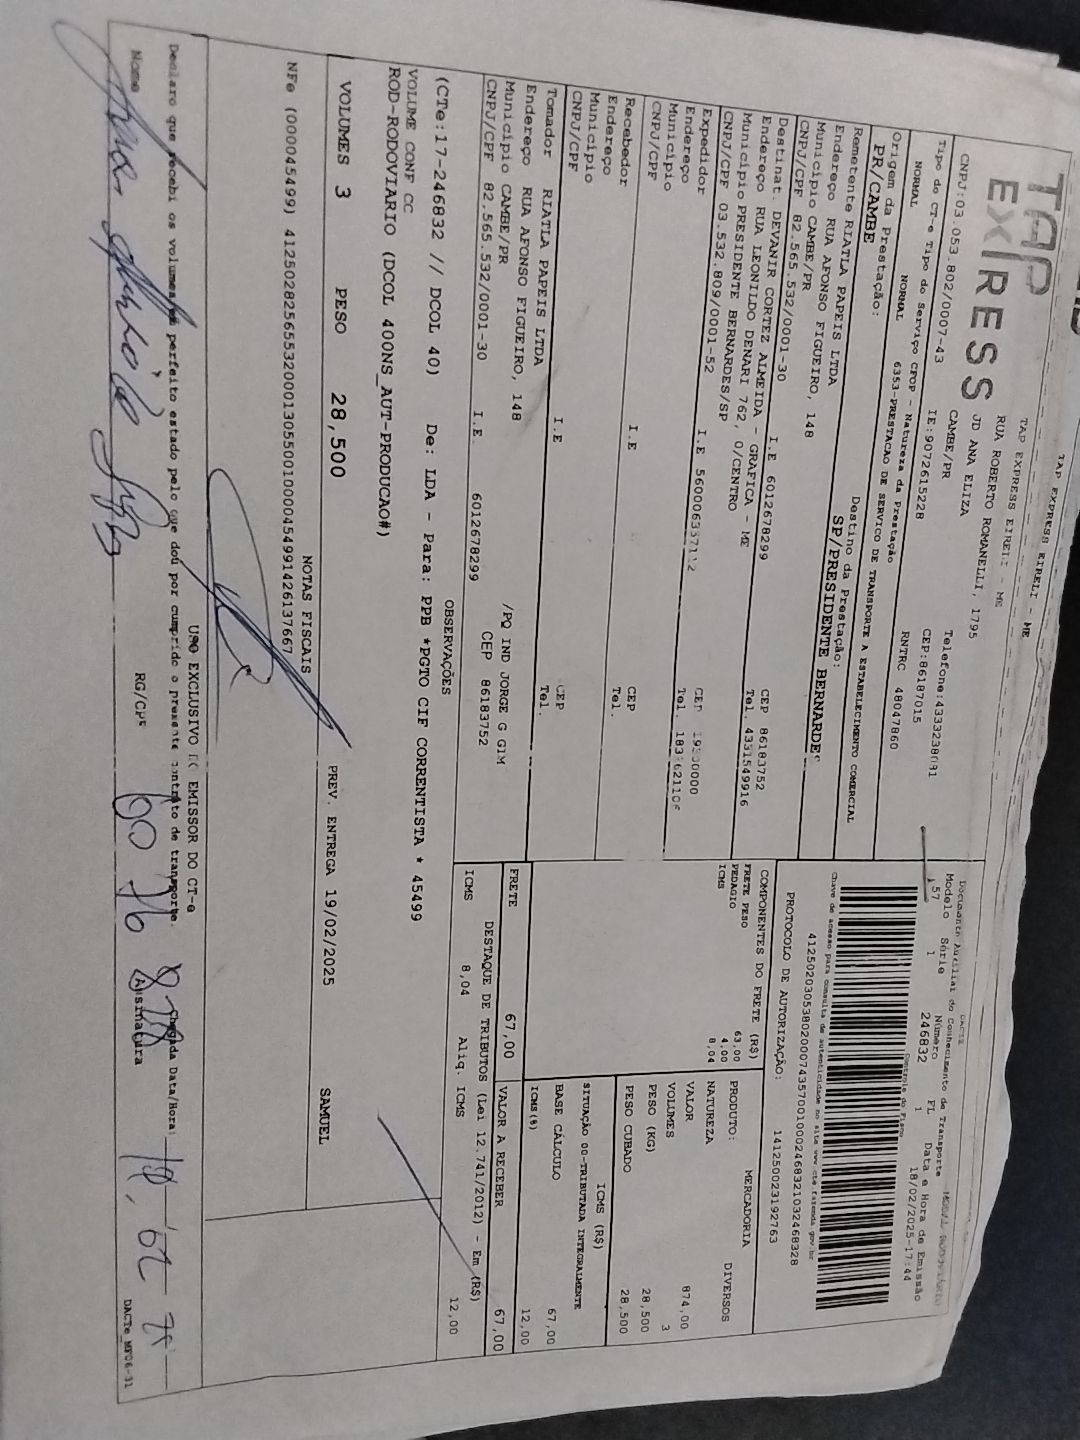 TAP EXPRESS EIRELI - ME
TAP EXPRESS
TAP EXPRESS EIRELI - ME
RUA ROBERTO ROMANELLI, 1795
JD ANA ELIZA
CAMBE/PR
CNPJ:03.053.802/0007-43 IE:9072615228 CEP:86187015
Tipo do CT-e Tipo do Serviço CFOP - Natureza da Prestação RNTRC 48047860
NORMAL NORMAL 6353-PRESTACAO DE SERVICO DE TRANSPORTE A ESTABELECIMENTO COMERCIAL
Origem da Prestação: Destino da Prestação:
PR/CAMBE SP/PRESIDENTE BERNARDES
Remetente RIATLA PAPEIS LTDA
Endereço RUA AFONSO FIGUEIRO, 148
Município CAMBE/PR CEP 86183752
CNPJ/CPF 82.565.532/0001-30 I.E 6012678299 Tel. 4331549916
Destinat. DEVANIR CORTEZ ALMEIDA - GRAFICA - ME
Endereço RUA LEONILDO DENARI 762, 0/CENTRO
Município PRESIDENTE BERNARDES/SP CEP
CNPJ/CPF 03.532.809/0001-52 I.E Tel.
Expedidor
Endereço
Município CEP
CNPJ/CPF I.E Tel.
Recebedor
Endereço
Município CEP
CNPJ/CPF I.E Tel.
Tomador RIATLA PAPEIS LTDA
Endereço RUA AFONSO FIGUEIRO, 148 /PQ IND JORGE G GIM
Município CAMBE/PR CEP 86183752
CNPJ/CPF 82.565.532/0001-30 I.E 6012678299
Documento Auxiliar do Conhecimento de Transporte
Modelo Série Número FL Data e Hora de Emissão
57 1 246832 1 18/02/2025-17:44
Controle do Fisco
Chave de acesso para consulta de autenticidade no site www.cte.fazenda.gov.br
41250203053802000743570010002468321032468328
PROTOCOLO DE AUTORIZAÇÃO: 141250023192763
COMPONENTES DO FRETE (R$)
FRETE PESO 63,00
PEDAGIO 4,00
ICMS 8,04
MERCADORIA
PRODUTO: DIVERSOS
NATUREZA
VALOR 874,00
VOLUMES 3
PESO (KG) 28,500
PESO CUBADO 28,500
ICMS (R$)
SITUAÇÃO 00-TRIBUTADA INTEGRALMENTE
BASE CÁLCULO 67,00
ICMS(%) 12,00
FRETE 67,00 VALOR A RECEBER 67,00
DESTAQUE DE TRIBUTOS (Lei 12.741/2012) - Em (R$)
ICMS 8,04 Aliq. ICMS 12,00
OBSERVAÇÕES
(CTe:17-246832 // DCOL 40) De: LDA - Para: PPB *PGTO CIF CORRENTISTA * 45499
VOLUME CONF CC
ROD-RODOVIARIO (DCOL 400NS_AUT-PRODUCAO#)
VOLUMES 3 PESO 28,500 PREV. ENTREGA 19/02/2025 SAMUEL
NOTAS FISCAIS
NFe (000045499) 41250282565532000130550010000454991426137667
USO EXCLUSIVO DO EMISSOR DO CT-e
Declaro que recebi os volumes em perfeito estado pelo que dou por cumprido o presente contrato de transporte. Chegada Data/Hora:
Nome RG/CPF Assinatura
DACTe_MF06-31